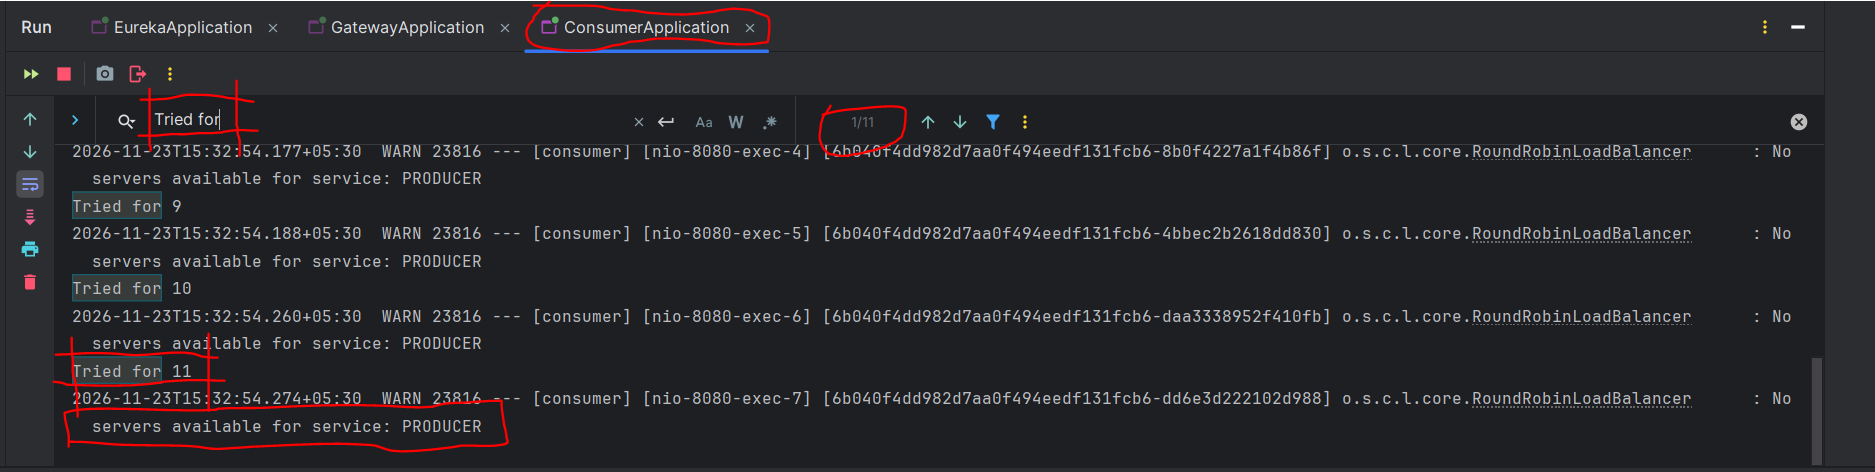 Run EurekaApplication × GatewayApplication × ConsumerApplication ×
Tried for × Aa W .* 1/11
2026-11-23T15:32:54.177+05:30  WARN 23816 --- [consumer] [nio-8080-exec-4] [6b040f4dd982d7aa0f494eedf131fcb6-8b0f4227a1f4b86f] o.s.c.l.core.RoundRobinLoadBalancer      : No
servers available for service: PRODUCER
Tried for 9
2026-11-23T15:32:54.188+05:30  WARN 23816 --- [consumer] [nio-8080-exec-5] [6b040f4dd982d7aa0f494eedf131fcb6-4bbec2b2618dd830] o.s.c.l.core.RoundRobinLoadBalancer      : No
servers available for service: PRODUCER
Tried for 10
2026-11-23T15:32:54.260+05:30  WARN 23816 --- [consumer] [nio-8080-exec-6] [6b040f4dd982d7aa0f494eedf131fcb6-daa3338952f410fb] o.s.c.l.core.RoundRobinLoadBalancer      : No
servers available for service: PRODUCER
Tried for 11
2026-11-23T15:32:54.274+05:30  WARN 23816 --- [consumer] [nio-8080-exec-7] [6b040f4dd982d7aa0f494eedf131fcb6-dd6e3d222102d988] o.s.c.l.core.RoundRobinLoadBalancer      : No
servers available for service: PRODUCER